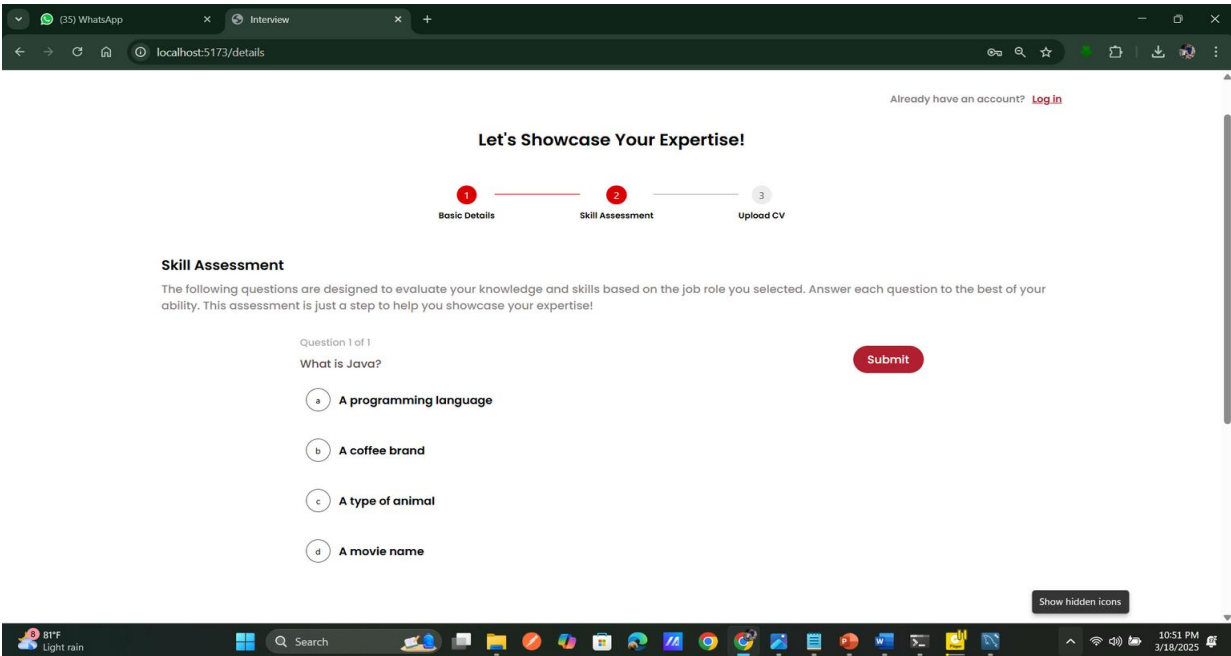 (35) WhatsApp
Interview
localhost:5173/details
Already have an account? Log in
Let's Showcase Your Expertise!
1
2
3
Basic Details
Skill Assessment
Upload CV
Skill Assessment
The following questions are designed to evaluate your knowledge and skills based on the job role you selected. Answer each question to the best of your
ability. This assessment is just a step to help you showcase your expertise!
Question 1 of 1
What is Java?
Submit
a A programming language
b A coffee brand
c A type of animal
d A movie name
Show hidden icons
8
81°F
Light rain
Search
10:51 PM
3/18/2025